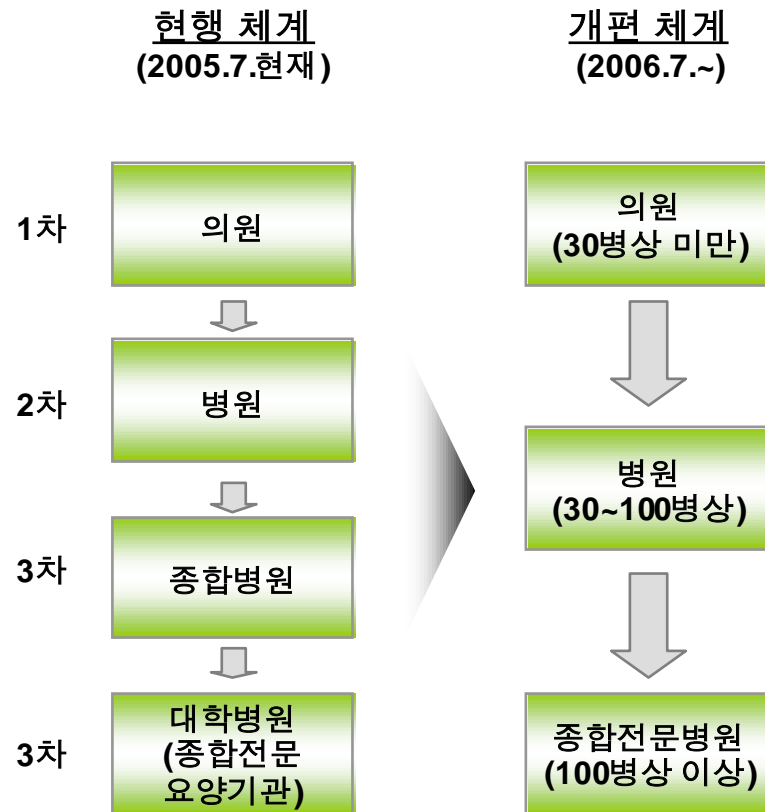 현행 체계
(2005.7.현재)
개편 체계
(2006.7.~)
1차
의원
의원
(30병상 미만)
2차
병원
병원
(30~100병상)
3차
종합병원
3차
대학병원
(종합전문
요양기관)
종합전문병원
(100병상 이상)